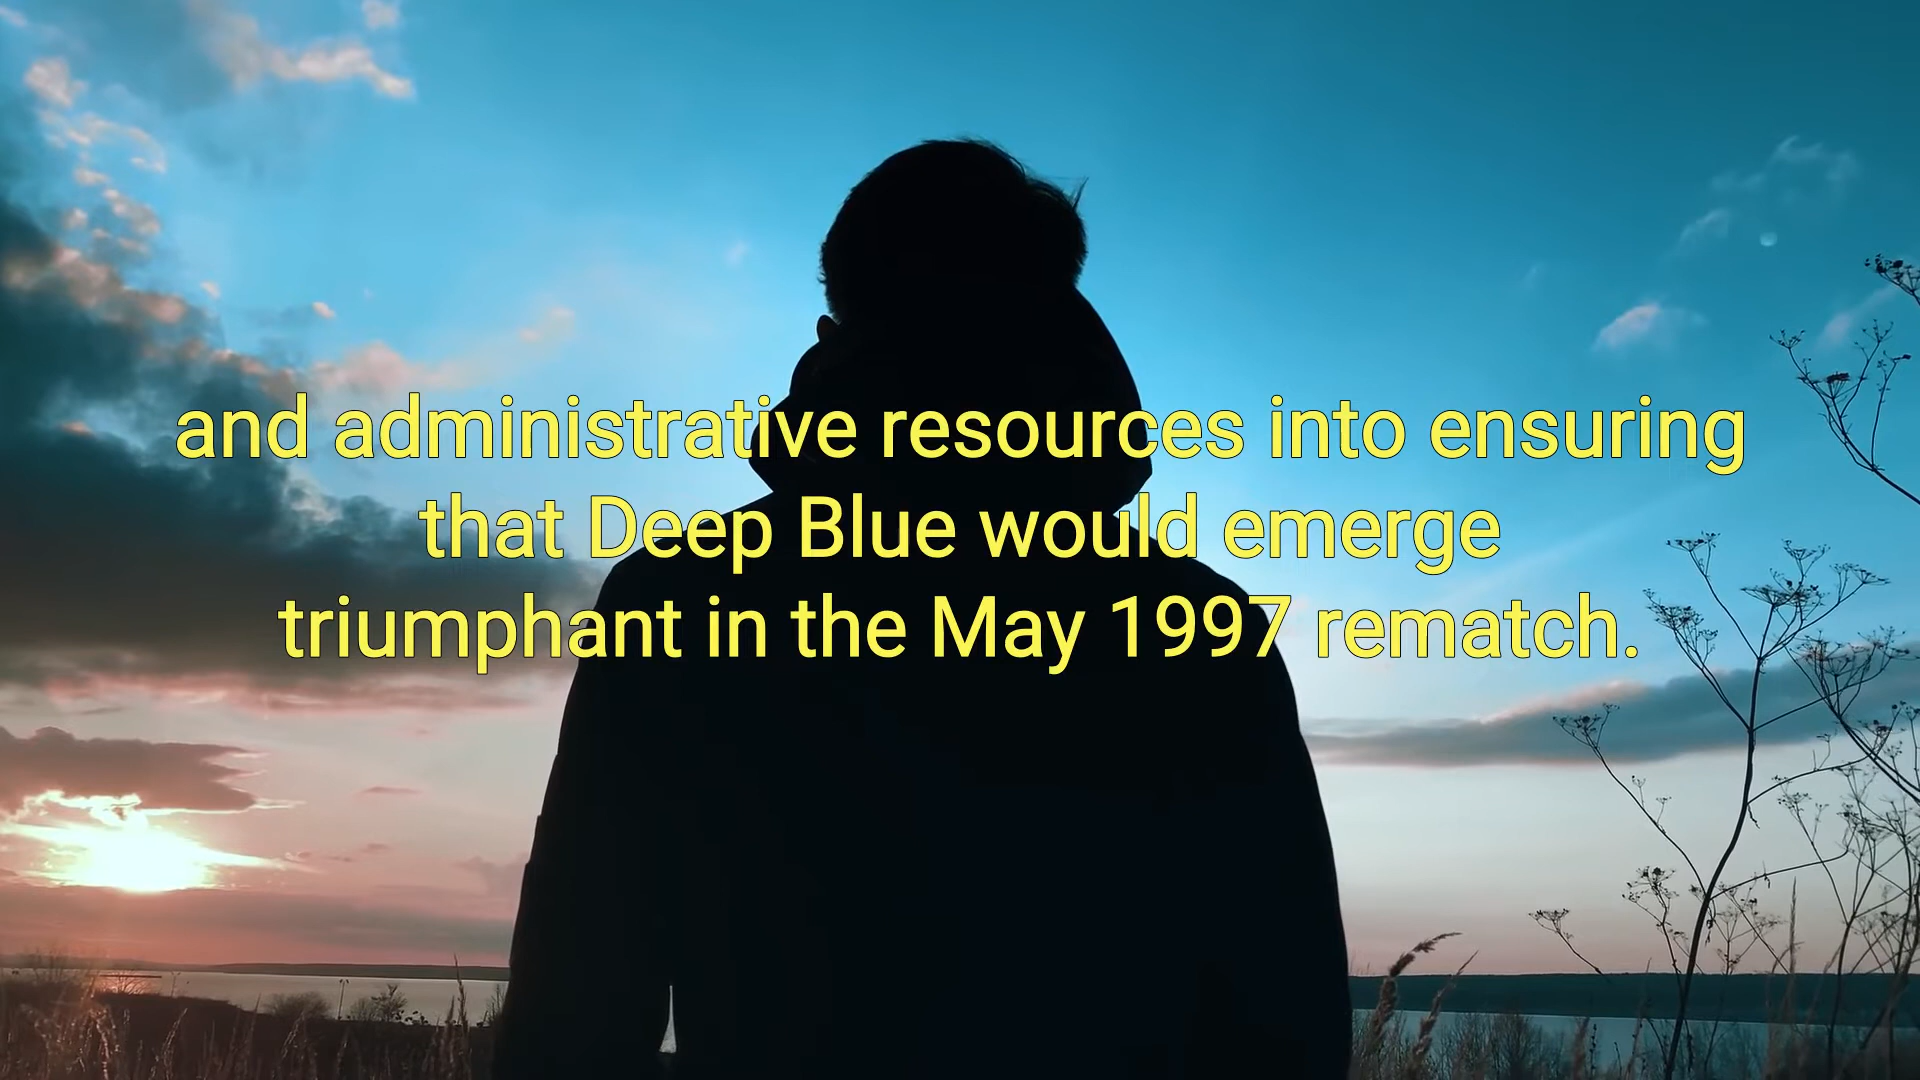 and administrative resources into ensuring
that Deep Blue would emerge
triumphant in the May 1997 rematch.